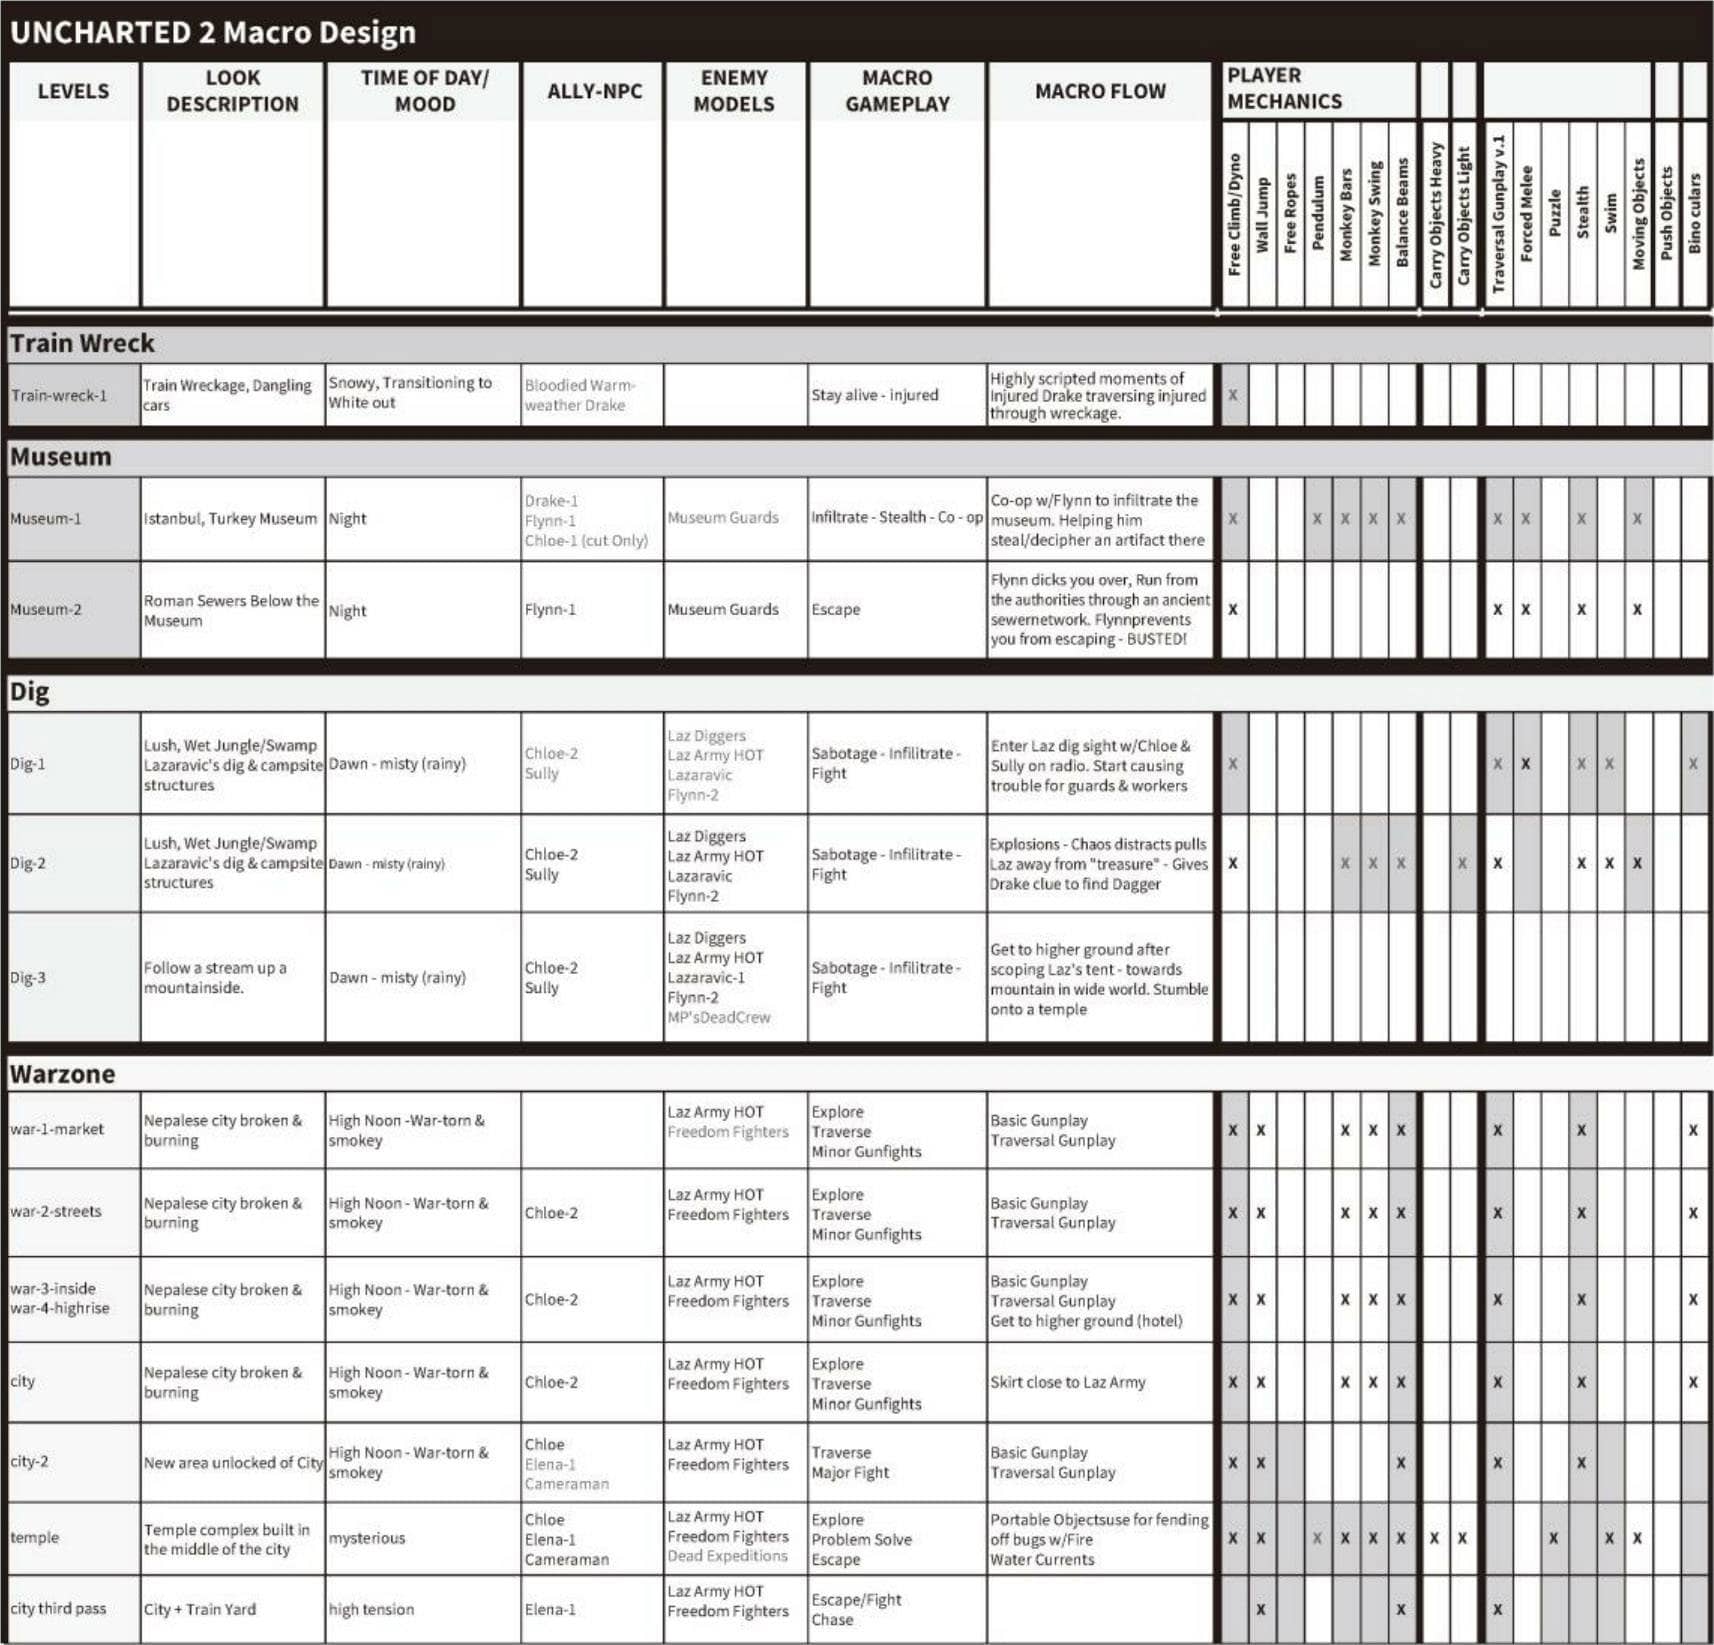 UNCHARTED 2 Macro Design
LEVELS
LOOK
DESCRIPTION
TIME OF DAY/
MOOD
ALLY-NPC
ENEMY
MODELS
MACRO
GAMEPLAY
MACRO FLOW
PLAYER
MECHANICS
Free Climb/Dyno
Wall Jump
Free Ropes
Pendulum
Monkey Bars
Monkey Swing
Balance Beams
Carry Objects Heavy
Carry Objects Light
Traversal Gunplay v.1
Forced Melee
Puzzle
Stealth
Swim
Moving Objects
Push Objects
Bino culars
Train Wreck
Train-wreck-1
Train Wreckage, Dangling
cars
Snowy, Transitioning to
White out
Bloodied Warm-
weather Drake
Stay alive - injured
Highly scripted moments of
Injured Drake traversing injured
through wreckage.
X
Museum
Museum-1
Istanbul, Turkey Museum
Night
Drake-1
Flynn-1
Chloe-1 (cut Only)
Museum Guards
Infiltrate - Stealth - Co - op
Co-op w/Flynn to infiltrate the
museum. Helping him
steal/decipher an artifact there
X X X X X X X X X
Museum-2
Roman Sewers Below the
Museum
Night
Flynn-1
Museum Guards
Escape
Flynn dicks you over, Run from
the authorities through an ancient
sewernetwork. Flynnprevents
you from escaping - BUSTED!
X X X X X
Dig
Dig-1
Lush, Wet Jungle/Swamp
Lazaravic's dig & campsite
structures
Dawn - misty (rainy)
Chloe-2
Sully
Laz Diggers
Laz Army HOT
Lazaravic
Flynn-2
Sabotage - Infilitrate -
Fight
Enter Laz dig sight w/Chloe &
Sully on radio. Start causing
trouble for guards & workers
X X X X X X
Dig-2
Lush, Wet Jungle/Swamp
Lazaravic's dig & campsite
structures
Dawn - misty (rainy)
Chloe-2
Sully
Laz Diggers
Laz Army HOT
Lazaravic
Flynn-2
Sabotage - Infilitrate -
Fight
Explosions - Chaos distracts pulls
Laz away from "treasure" - Gives
Drake clue to find Dagger
X X X X X X X X X
Dig-3
Follow a stream up a
mountainside.
Dawn - misty (rainy)
Chloe-2
Sully
Laz Diggers
Laz Army HOT
Lazaravic-1
Flynn-2
MP'sDeadCrew
Sabotage - Infilitrate -
Fight
Get to higher ground after
scoping Laz's tent - towards
mountain in wide world. Stumble
onto a temple
Warzone
war-1-market
Nepalese city broken &
burning
High Noon -War-torn &
smokey
Laz Army HOT
Freedom Fighters
Explore
Traverse
Minor Gunfights
Basic Gunplay
Traversal Gunplay
X X X X X X X X
war-2-streets
Nepalese city broken &
burning
High Noon - War-torn &
smokey
Chloe-2
Laz Army HOT
Freedom Fighters
Explore
Traverse
Minor Gunfights
Basic Gunplay
Traversal Gunplay
X X X X X X X X
war-3-inside
war-4-highrise
Nepalese city broken &
burning
High Noon - War-torn &
smokey
Chloe-2
Laz Army HOT
Freedom Fighters
Explore
Traverse
Minor Gunfights
Basic Gunplay
Traversal Gunplay
Get to higher ground (hotel)
X X X X X X X X
city
Nepalese city broken &
burning
High Noon - War-torn &
smokey
Chloe-2
Laz Army HOT
Freedom Fighters
Explore
Traverse
Minor Gunfights
Skirt close to Laz Army
X X X X X X X X
city-2
New area unlocked of City
High Noon - War-torn &
smokey
Chloe
Elena-1
Cameraman
Laz Army HOT
Freedom Fighters
Traverse
Major Fight
Basic Gunplay
Traversal Gunplay
X X X X X
temple
Temple complex built in
the middle of the city
mysterious
Chloe
Elena-1
Cameraman
Laz Army HOT
Freedom Fighters
Dead Expeditions
Explore
Problem Solve
Escape
Portable Objectsuse for fending
off bugs w/Fire
Water Currents
X X X X X X X X X X X
city third pass
City + Train Yard
high tension
Elena-1
Laz Army HOT
Freedom Fighters
Escape/Fight
Chase
X X X